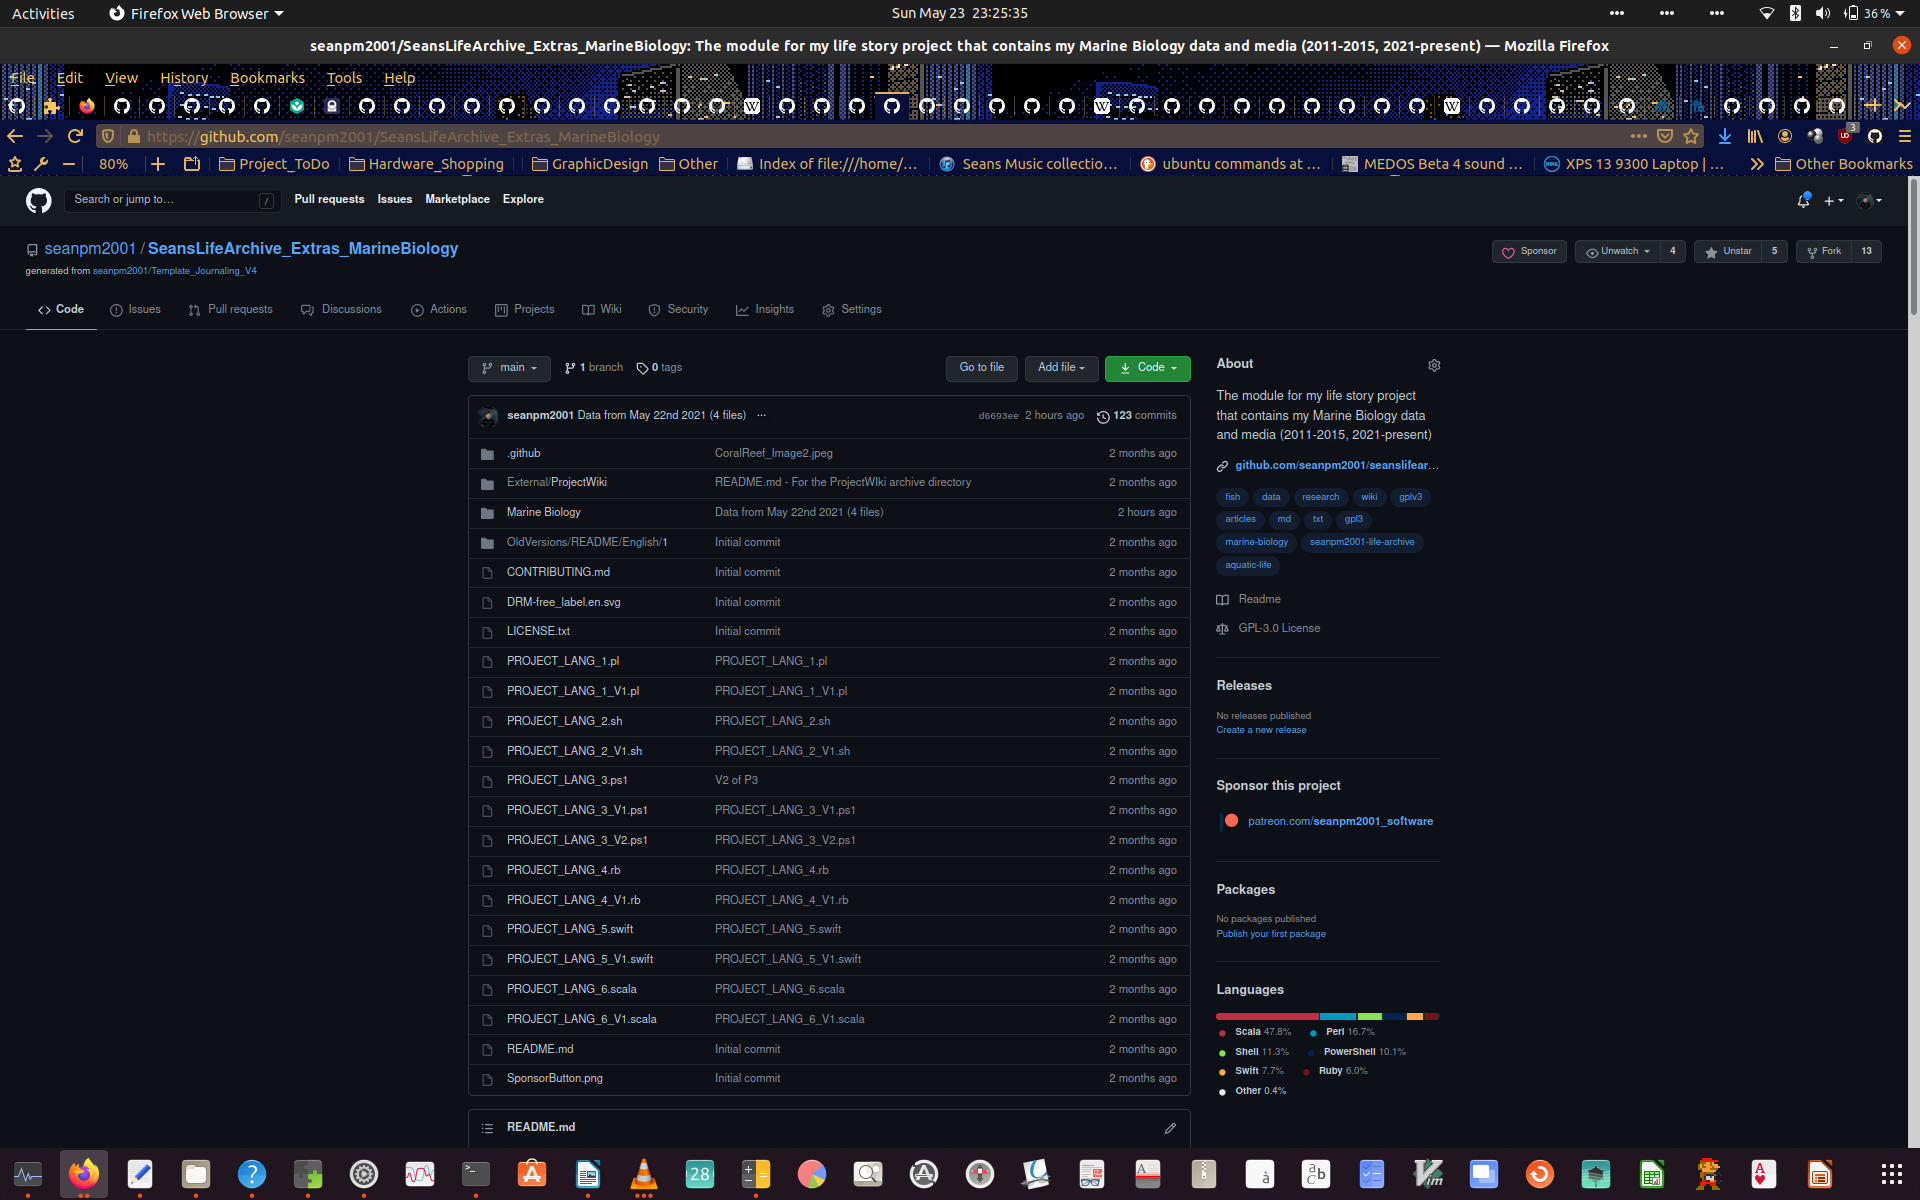 Activities Firefox Web Browser Sun May 23 23:25:35 36 %
seanpm2001/SeansLifeArchive_Extras_MarineBiology: The module for my life story project that contains my Marine Biology data and media (2011-2015, 2021-present) — Mozilla Firefox
File Edit View History Bookmarks Tools Help
https://github.com/seanpm2001/SeansLifeArchive_Extras_MarineBiology 3
80% Project_ToDo Hardware_Shopping GraphicDesign Other Index of file:///home/... Seans Music collectio... ubuntu commands at ... MEDOS Beta 4 sound ... XPS 13 9300 Laptop | ... Other Bookmarks
Search or jump to... / Pull requests Issues Marketplace Explore
seanpm2001 / SeansLifeArchive_Extras_MarineBiology Sponsor Unwatch 4 Unstar 5 Fork 13
generated from seanpm2001/Template_Journaling_V4
Code Issues Pull requests Discussions Actions Projects Wiki Security Insights Settings
main 1 branch 0 tags Go to file Add file Code
seanpm2001 Data from May 22nd 2021 (4 files) ... d6693ee 2 hours ago 123 commits
.github CoralReef_Image2.jpeg 2 months ago
External/ProjectWiki README.md - For the ProjectWIki archive directory 2 months ago
Marine Biology Data from May 22nd 2021 (4 files) 2 hours ago
OldVersions/README/English/1 Initial commit 2 months ago
CONTRIBUTING.md Initial commit 2 months ago
DRM-free_label.en.svg Initial commit 2 months ago
LICENSE.txt Initial commit 2 months ago
PROJECT_LANG_1.pl PROJECT_LANG_1.pl 2 months ago
PROJECT_LANG_1_V1.pl PROJECT_LANG_1_V1.pl 2 months ago
PROJECT_LANG_2.sh PROJECT_LANG_2.sh 2 months ago
PROJECT_LANG_2_V1.sh PROJECT_LANG_2_V1.sh 2 months ago
PROJECT_LANG_3.ps1 V2 of P3 2 months ago
PROJECT_LANG_3_V1.ps1 PROJECT_LANG_3_V1.ps1 2 months ago
PROJECT_LANG_3_V2.ps1 PROJECT_LANG_3_V2.ps1 2 months ago
PROJECT_LANG_4.rb PROJECT_LANG_4.rb 2 months ago
PROJECT_LANG_4_V1.rb PROJECT_LANG_4_V1.rb 2 months ago
PROJECT_LANG_5.swift PROJECT_LANG_5.swift 2 months ago
PROJECT_LANG_5_V1.swift PROJECT_LANG_5_V1.swift 2 months ago
PROJECT_LANG_6.scala PROJECT_LANG_6.scala 2 months ago
PROJECT_LANG_6_V1.scala PROJECT_LANG_6_V1.scala 2 months ago
README.md Initial commit 2 months ago
SponsorButton.png Initial commit 2 months ago
README.md
About
The module for my life story project
that contains my Marine Biology data
and media (2011-2015, 2021-present)
github.com/seanpm2001/seanslifear...
fish data research wiki gplv3
articles md txt gpl3
marine-biology seanpm2001-life-archive
aquatic-life
Readme
GPL-3.0 License
Releases
No releases published
Create a new release
Sponsor this project
patreon.com/seanpm2001_software
Packages
No packages published
Publish your first package
Languages
Scala 47.8% Perl 16.7%
Shell 11.3% PowerShell 10.1%
Swift 7.7% Ruby 6.0%
Other 0.4%
28